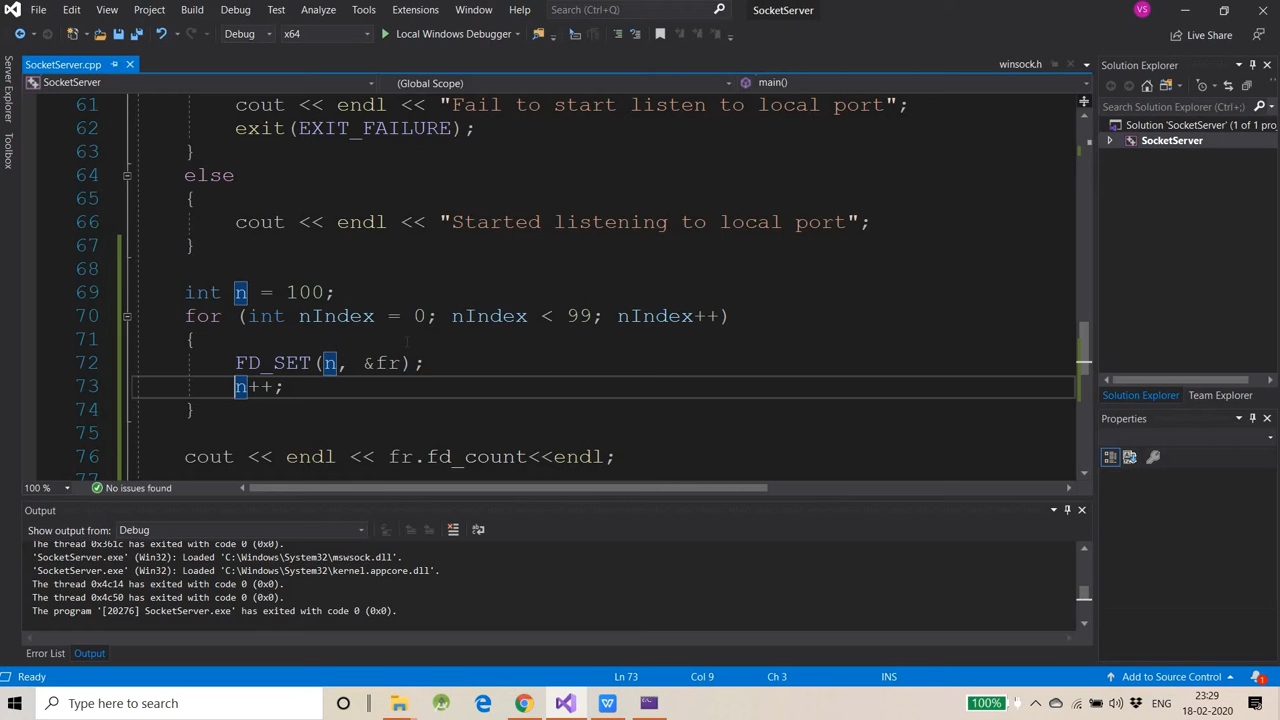 File Edit View Project Build Debug Test Analyze Tools Extensions Window Help Search (Ctrl+Q) SocketServer VS
Debug x64 Local Windows Debugger Live Share
SocketServer.cpp winsock.h
SocketServer (Global Scope) main()
Server Explorer
Toolbox
61 cout << endl << "Fail to start listen to local port";
62 exit(EXIT_FAILURE);
63 }
64 else
65 {
66 cout << endl << "Started listening to local port";
67 }
68
69 int n = 100;
70 for (int nIndex = 0; nIndex < 99; nIndex++)
71 {
72 FD_SET(n, &fr);
73 n++;
74 }
75
76 cout << endl << fr.fd_count<<endl;
77
100 % No issues found
Solution Explorer
Search Solution Explorer (Ctrl+;)
Solution 'SocketServer' (1 of 1 project)
SocketServer
Solution Explorer Team Explorer
Properties
Output
Show output from: Debug
The thread 0x361c has exited with code 0 (0x0).
'SocketServer.exe' (Win32): Loaded 'C:\Windows\System32\mswsock.dll'.
'SocketServer.exe' (Win32): Loaded 'C:\Windows\System32\kernel.appcore.dll'.
The thread 0x4c14 has exited with code 0 (0x0).
The thread 0x4c50 has exited with code 0 (0x0).
The program '[20276] SocketServer.exe' has exited with code 0 (0x0).
Error List Output
Ready Ln 73 Col 9 Ch 3 INS Add to Source Control 1
Type here to search 100% ENG 23:29
18-02-2020